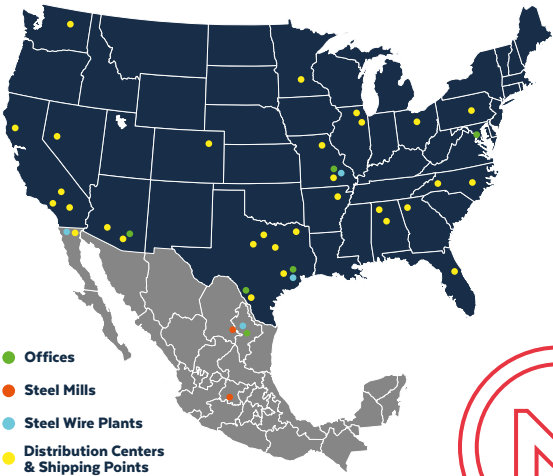 Offices
Steel Mills
Steel Wire Plants
Distribution Centers
& Shipping Points